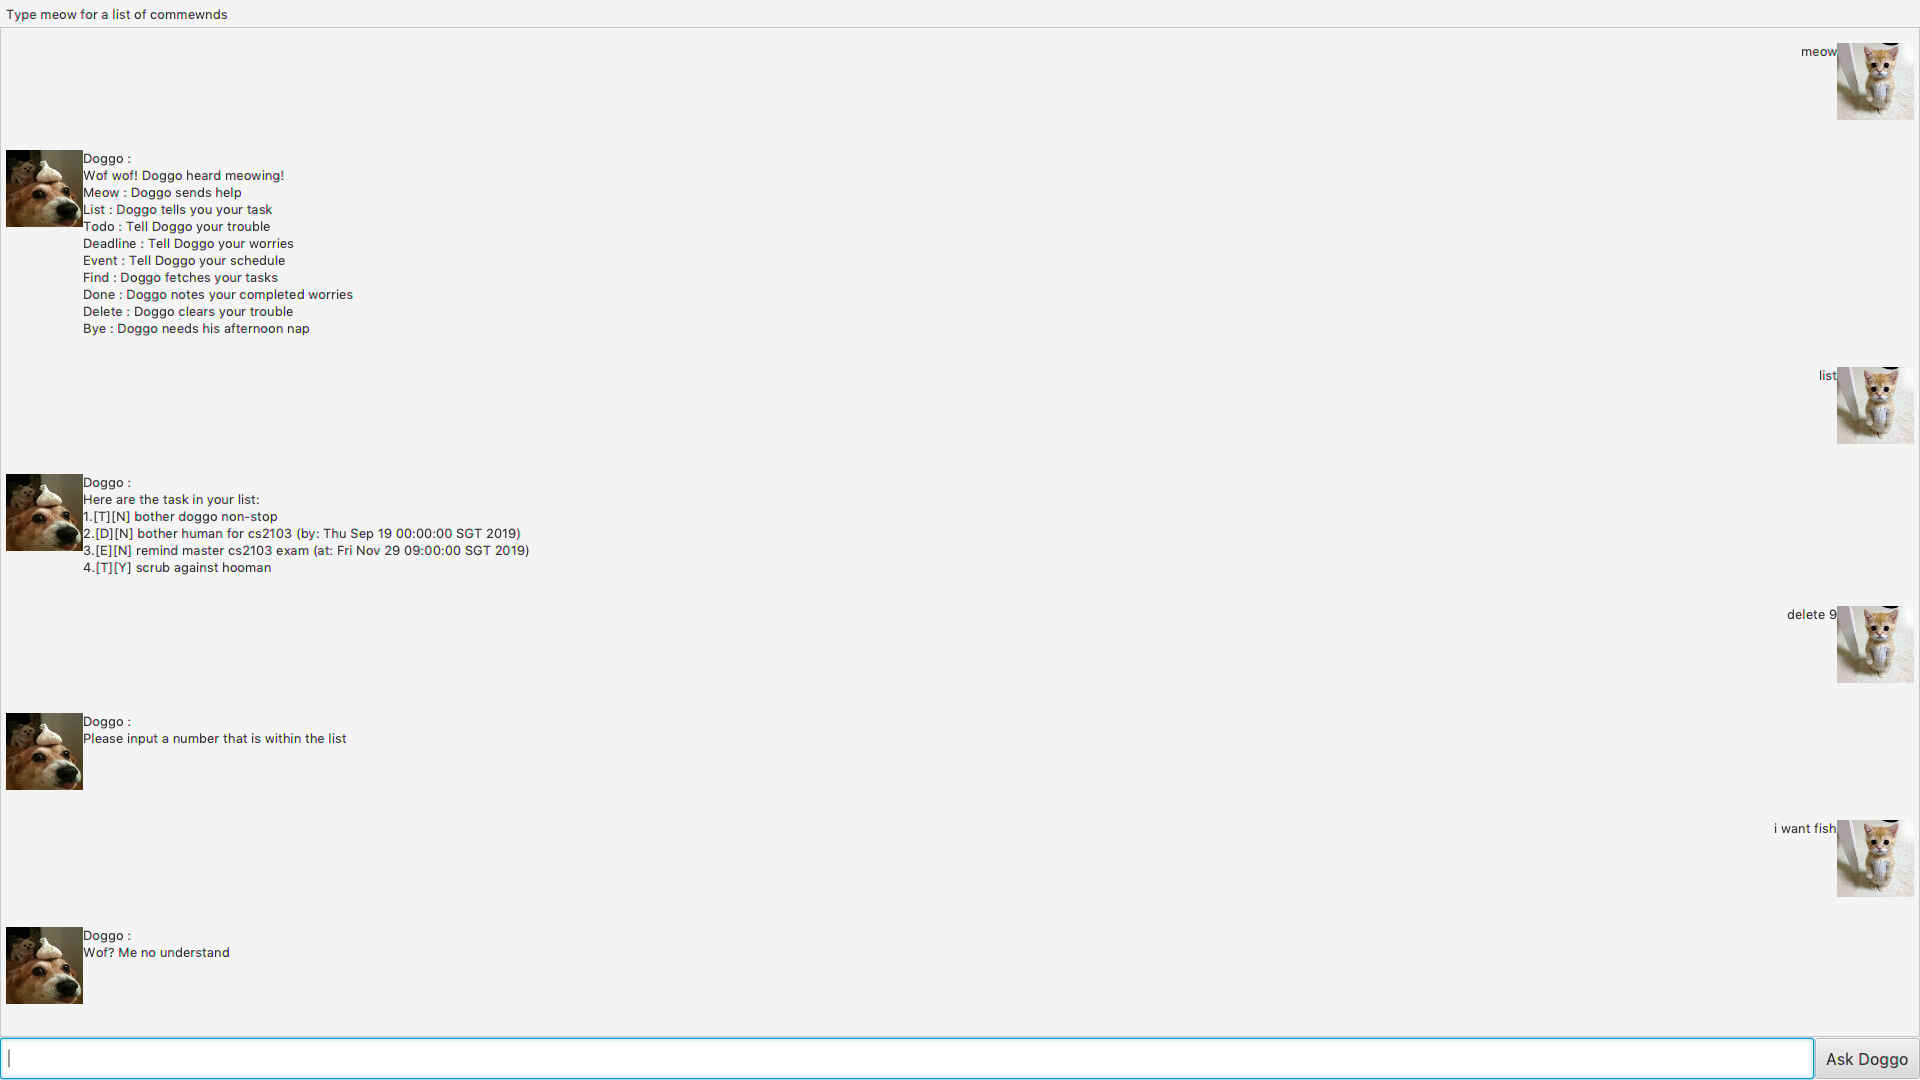 Type meow for a list of commewnds
meow
Doggo :
Wof wof! Doggo heard meowing!
Meow : Doggo sends help
List : Doggo tells you your task
Todo : Tell Doggo your trouble
Deadline : Tell Doggo your worries
Event : Tell Doggo your schedule
Find : Doggo fetches your tasks
Done : Doggo notes your completed worries
Delete : Doggo clears your trouble
Bye : Doggo needs his afternoon nap
list
Doggo :
Here are the task in your list:
1.[T][N] bother doggo non-stop
2.[D][N] bother human for cs2103 (by: Thu Sep 19 00:00:00 SGT 2019)
3.[E][N] remind master cs2103 exam (at: Fri Nov 29 09:00:00 SGT 2019)
4.[T][Y] scrub against hooman
delete 9
Doggo :
Please input a number that is within the list
i want fish
Doggo :
Wof? Me no understand
Ask Doggo